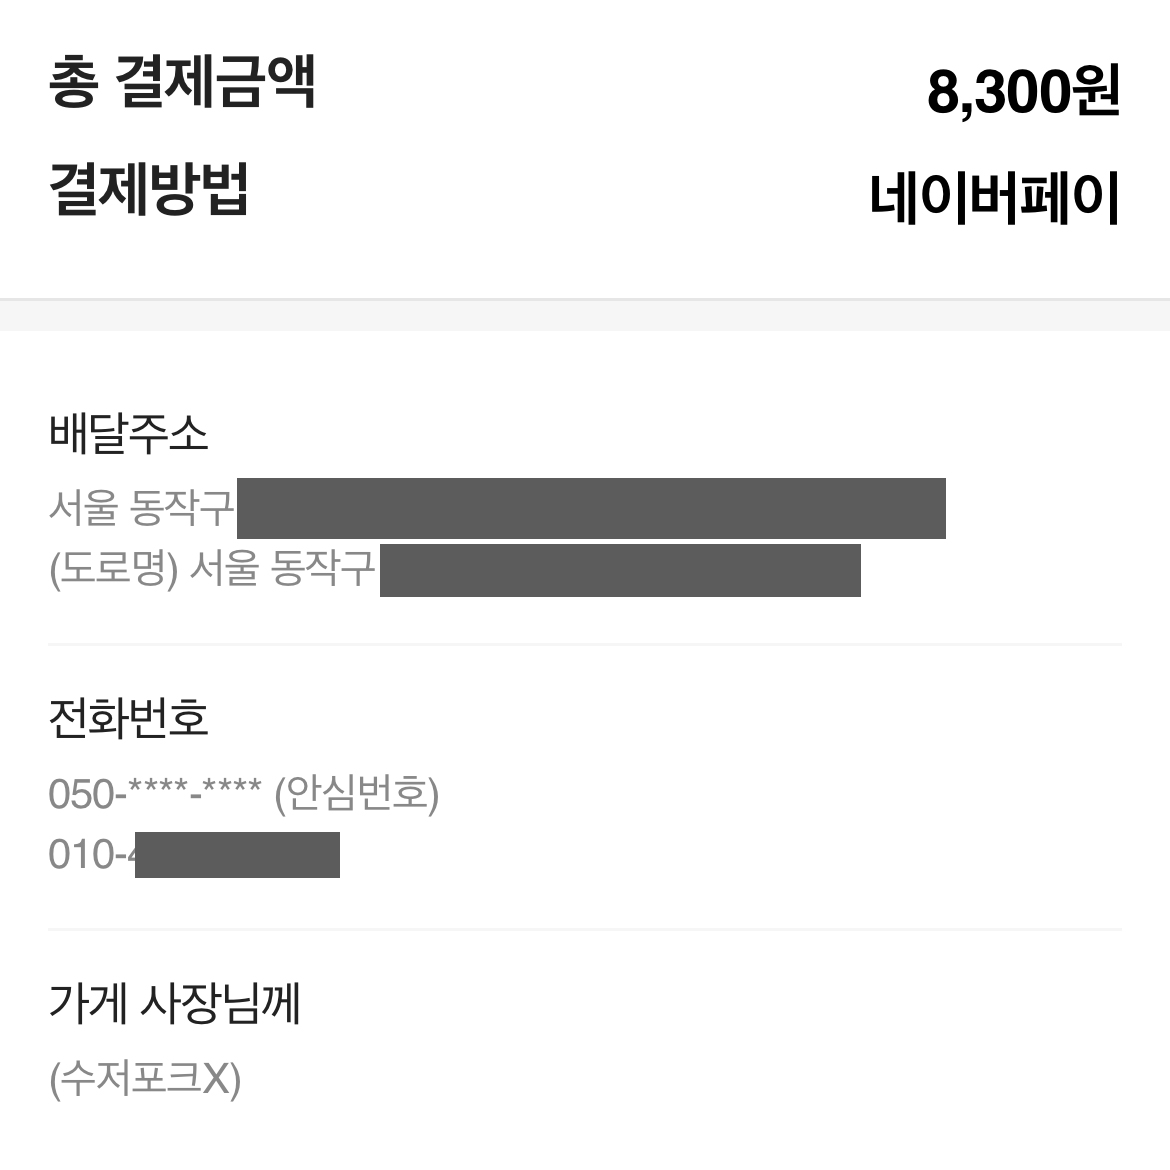 총 결제금액
8,300원
결제방법
네이버페이
배달주소
서울 동작구
(도로명) 서울 동작구
전화번호
050-****-**** (안심번호)
010-
가게 사장님께
(수저포크X)